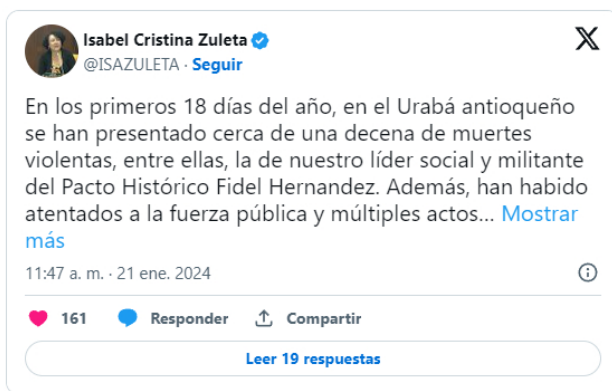 Isabel Cristina Zuleta
@ISAZULETA · Seguir
En los primeros 18 días del año, en el Urabá antioqueño
se han presentado cerca de una decena de muertes
violentas, entre ellas, la de nuestro líder social y militante
del Pacto Histórico Fidel Hernandez. Además, han habido
atentados a la fuerza pública y múltiples actos... Mostrar
más
11:47 a. m. · 21 ene. 2024
161 Responder Compartir
Leer 19 respuestas